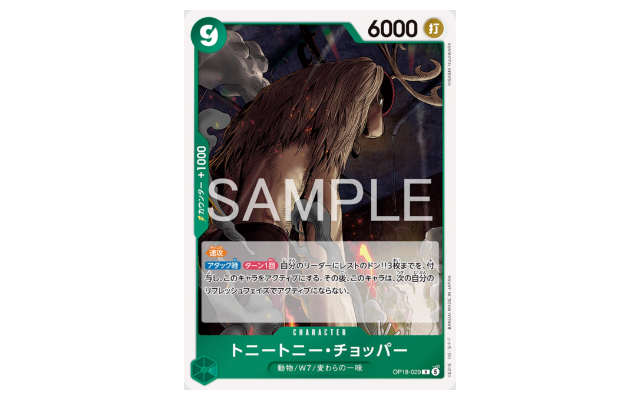 9
6000
打
カウンター +1000
SAMPLE
速攻
アタック時 ターン1回 自分のリーダーにレストのドン!!3枚までを、付
与し、このキャラをアクティブにする。その後、このキャラは、次の自分の
リフレッシュフェイズでアクティブにならない。
CHARACTER
トニートニー・チョッパー
動物/W7/麦わらの一味
OP18-029 R